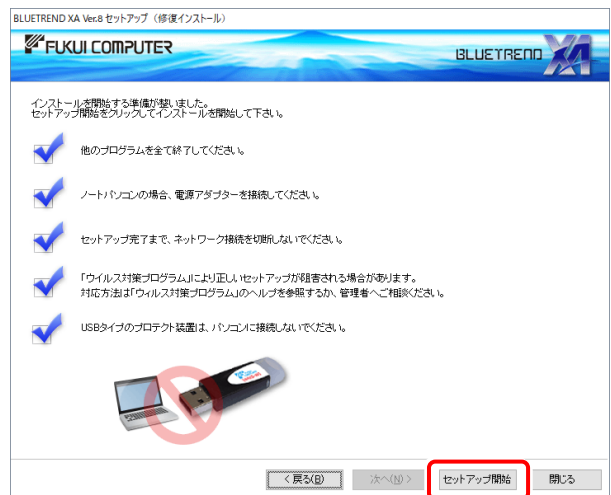 BLUETREND XA Ver.8 セットアップ（修復インストール）
FUKUI COMPUTER
BLUETREND XA
インストールを開始する準備が整いました。
セットアップ開始をクリックしてインストールを開始して下さい。
他のプログラムを全て終了してください。
ノートパソコンの場合、電源アダプターを接続してください。
セットアップ完了まで、ネットワーク接続を切断しないでください。
「ウイルス対策プログラム」により正しいセットアップが阻害される場合があります。
対応方法は「ウィルス対策プログラム」のヘルプを参照するか、管理者へご相談ください。
USBタイプのプロテクト装置は、パソコンに接続しないでください。
< 戻る(B)
次へ(N) >
セットアップ開始
閉じる